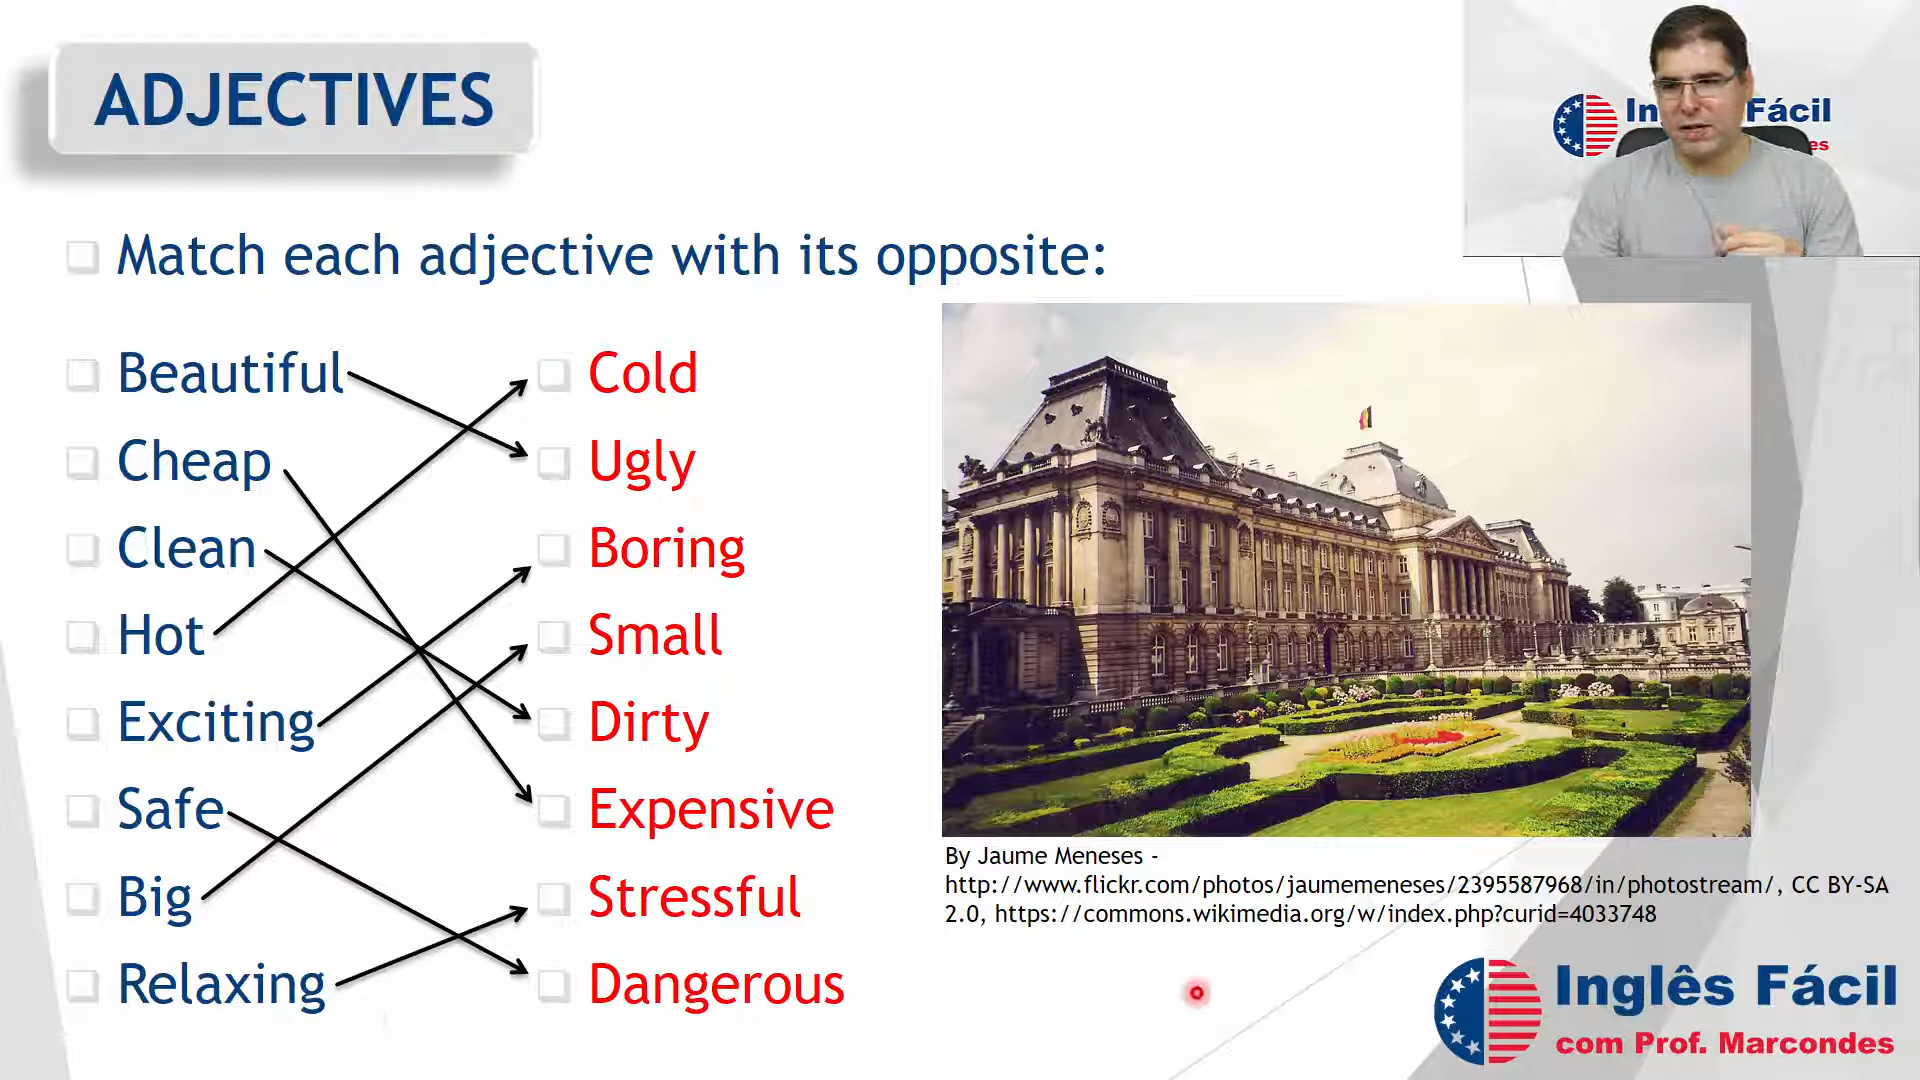 ADJECTIVES
Match each adjective with its opposite:
Beautiful
Cheap
Clean
Hot
Exciting
Safe
Big
Relaxing
Cold
Ugly
Boring
Small
Dirty
Expensive
Stressful
Dangerous
By Jaume Meneses -
http://www.flickr.com/photos/jaumemeneses/2395587968/in/photostream/, CC BY-SA
2.0, https://commons.wikimedia.org/w/index.php?curid=4033748
Inglês Fácil
com Prof. Marcondes
Fácil